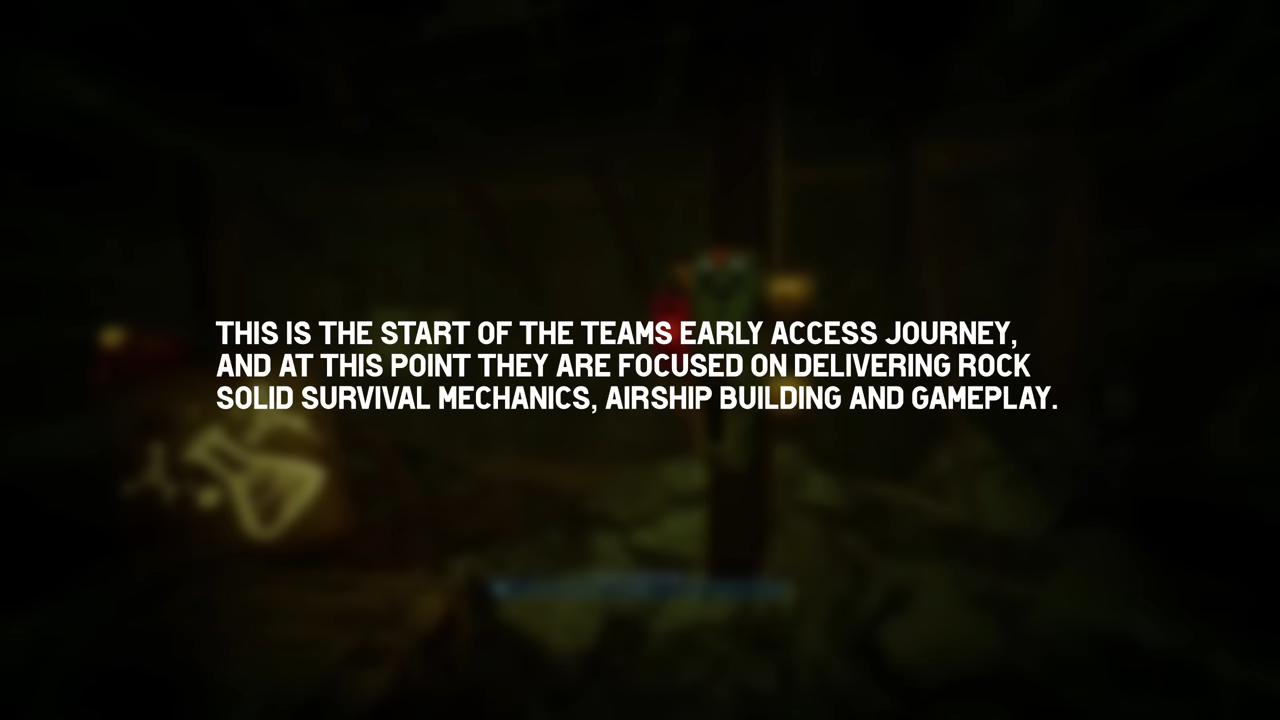 THIS IS THE START OF THE TEAMS EARLY ACCESS JOURNEY,
AND AT THIS POINT THEY ARE FOCUSED ON DELIVERING ROCK
SOLID SURVIVAL MECHANICS, AIRSHIP BUILDING AND GAMEPLAY.